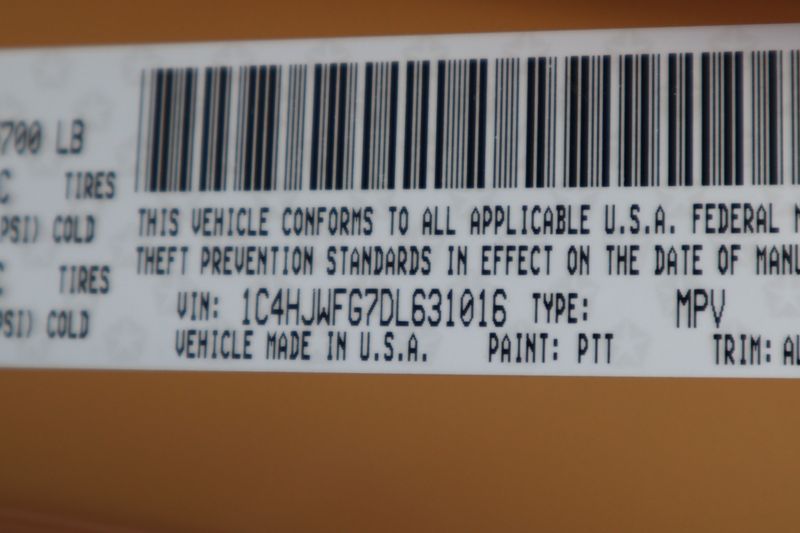 700 LB
TIRES
PSI) COLD
TIRES
PSI) COLD
THIS VEHICLE CONFORMS TO ALL APPLICABLE U.S.A. FEDERAL M
THEFT PREVENTION STANDARDS IN EFFECT ON THE DATE OF MANU
VIN: 1C4HJWFG7DL631016 TYPE: MPV
VEHICLE MADE IN U.S.A. PAINT: PTT TRIM: AL